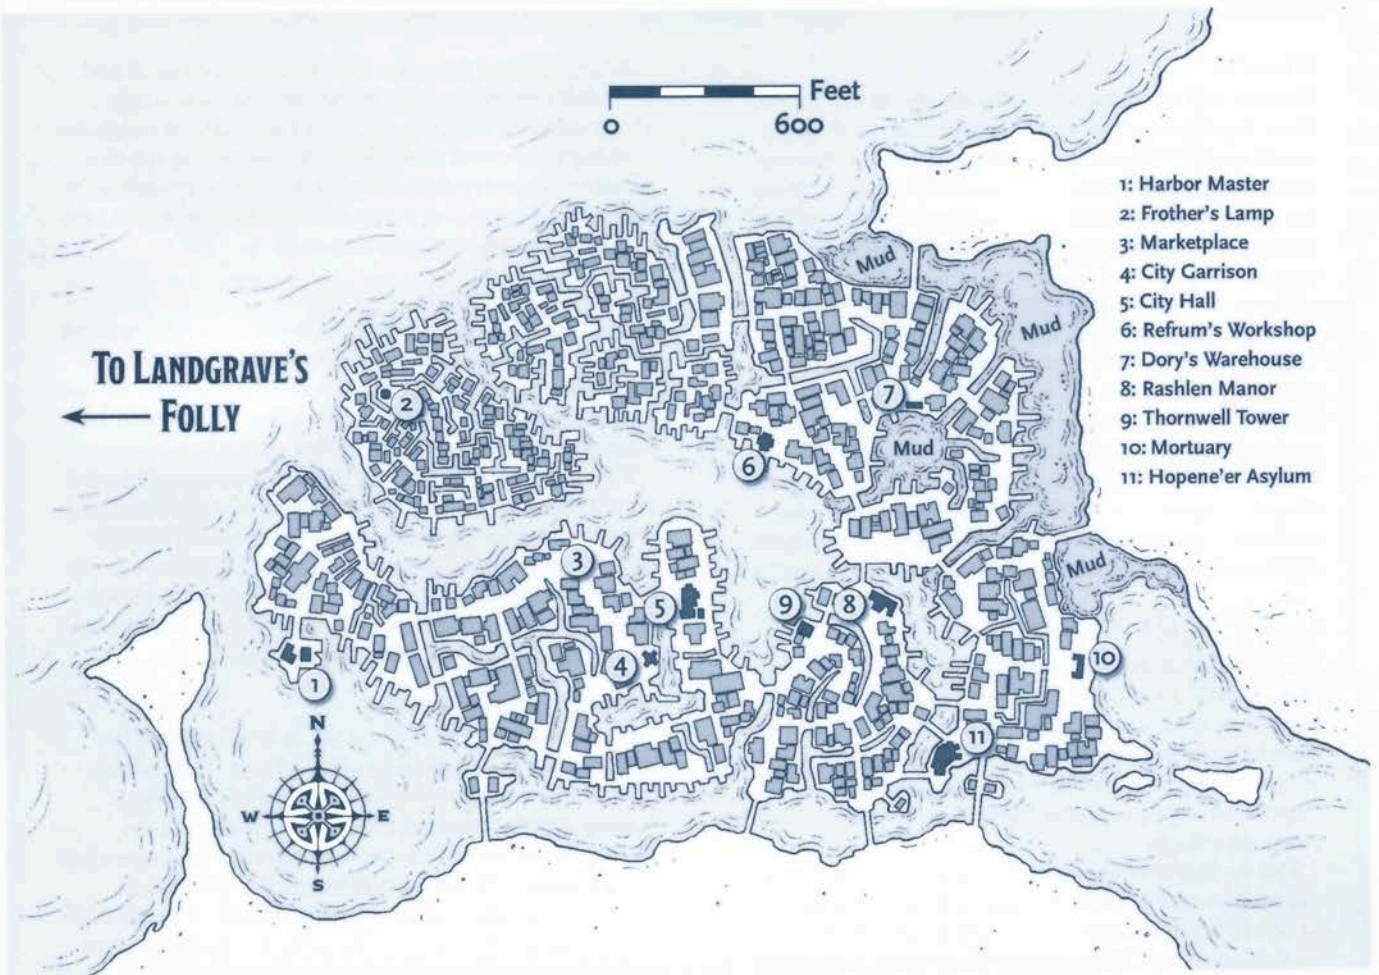 Feet
0 600
1: Harbor Master
2: Frother's Lamp
3: Marketplace
4: City Garrison
5: City Hall
6: Refrum's Workshop
7: Dory's Warehouse
8: Rashlen Manor
9: Thornwell Tower
10: Mortuary
11: Hopene'er Asylum
Mud
Mud
To Landgrave's
Folly
2
7
Mud
6
3
Mud
5
9
8
4
10
1
N
11
W E
S